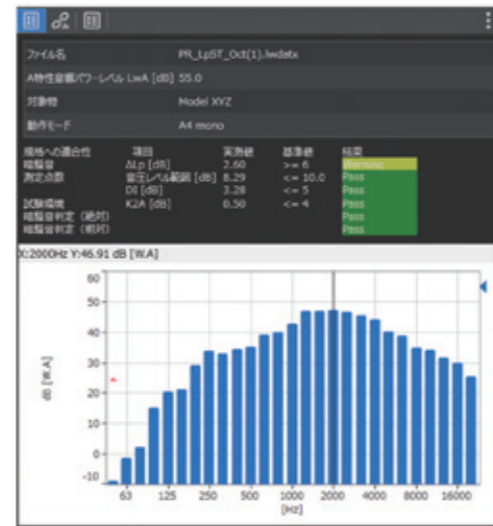 ファイル名 PR_LpST_Oct(1).lwdatx
A特性音響パワーレベル LwA [dB] 55.0
対象物 Model XYZ
動作モード A4 mono
規格への適合性 項目 実測値 基準値 結果
暗騒音 ΔLp [dB] 2.60 >= 6 Warning
測定点数 音圧レベル範囲 [dB] 8.29 <= 10.0 Pass
DI [dB] 3.28 <= 5 Pass
試験環境 K2A [dB] 0.50 <= 4 Pass
暗騒音判定 (絶対) Pass
暗騒音判定 (相対) Pass
X:2000Hz Y:46.91 dB [W.A]
60
50
40
30
20
10
0
-10
dB [W.A]
63 125 250 500 1000 2000 4000 8000 16000
[Hz]